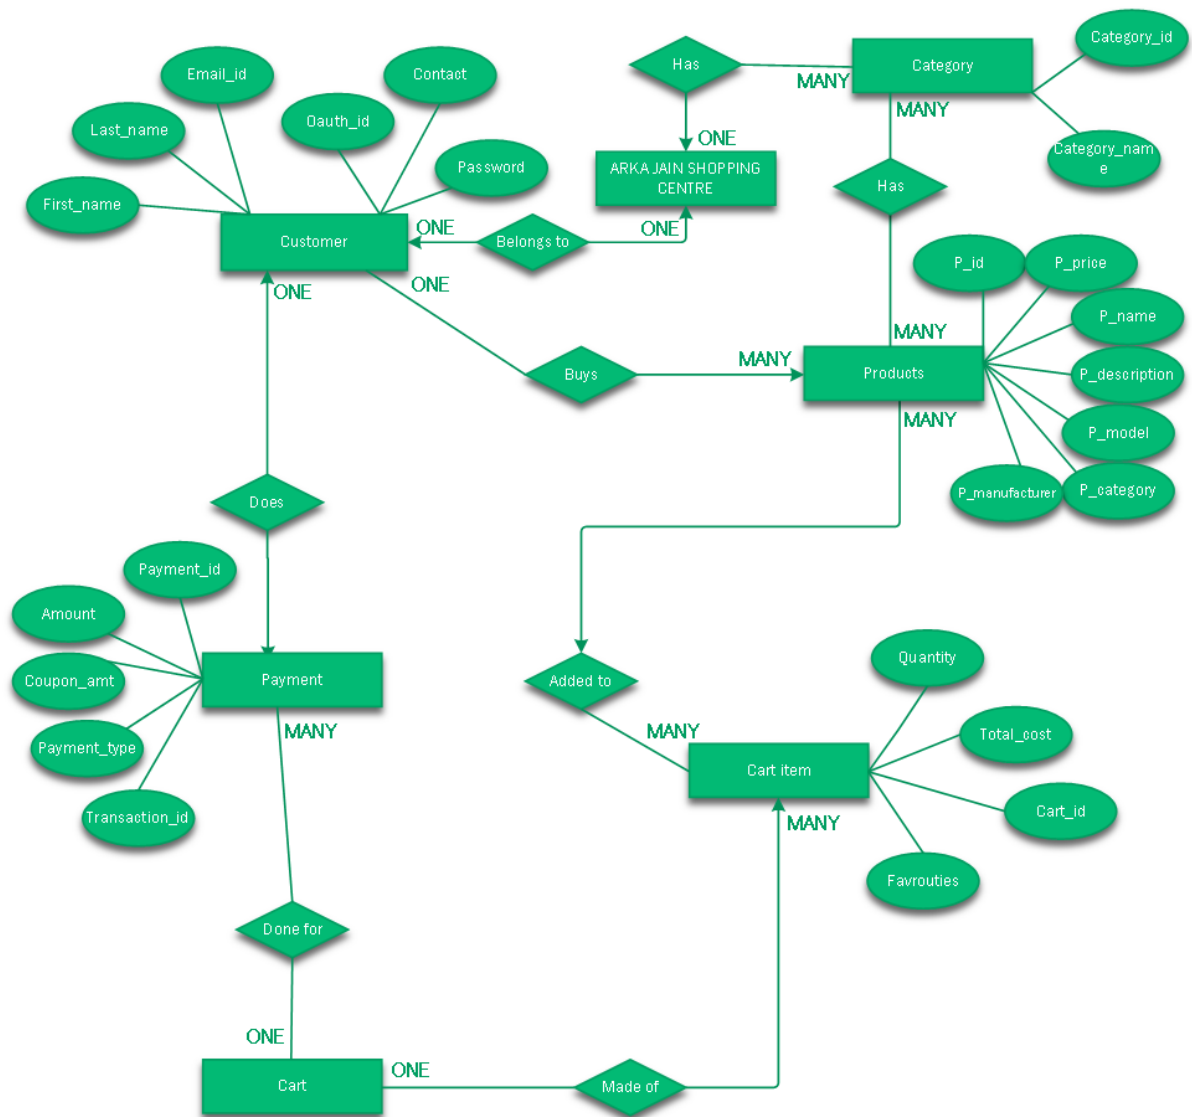 Category_id
Has
Category
Contact
Email_id
MANY
MANY
Oauth_id
Last_name
ONE
Category_nam
e
Password
ARKA JAIN SHOPPING
CENTRE
Has
First_name
ONE
ONE
Customer
Belongs to
P_id
P_price
ONE
ONE
P_name
MANY
MANY
Buys
Products
P_description
MANY
P_model
P_manufacturer
P_category
Does
Payment_id
Amount
Quantity
Coupon_amt
Payment
Added to
MANY
MANY
Total_cost
Payment_type
Cart item
Cart_id
Transaction_id
MANY
Favrouties
Done for
ONE
ONE
Cart
Made of